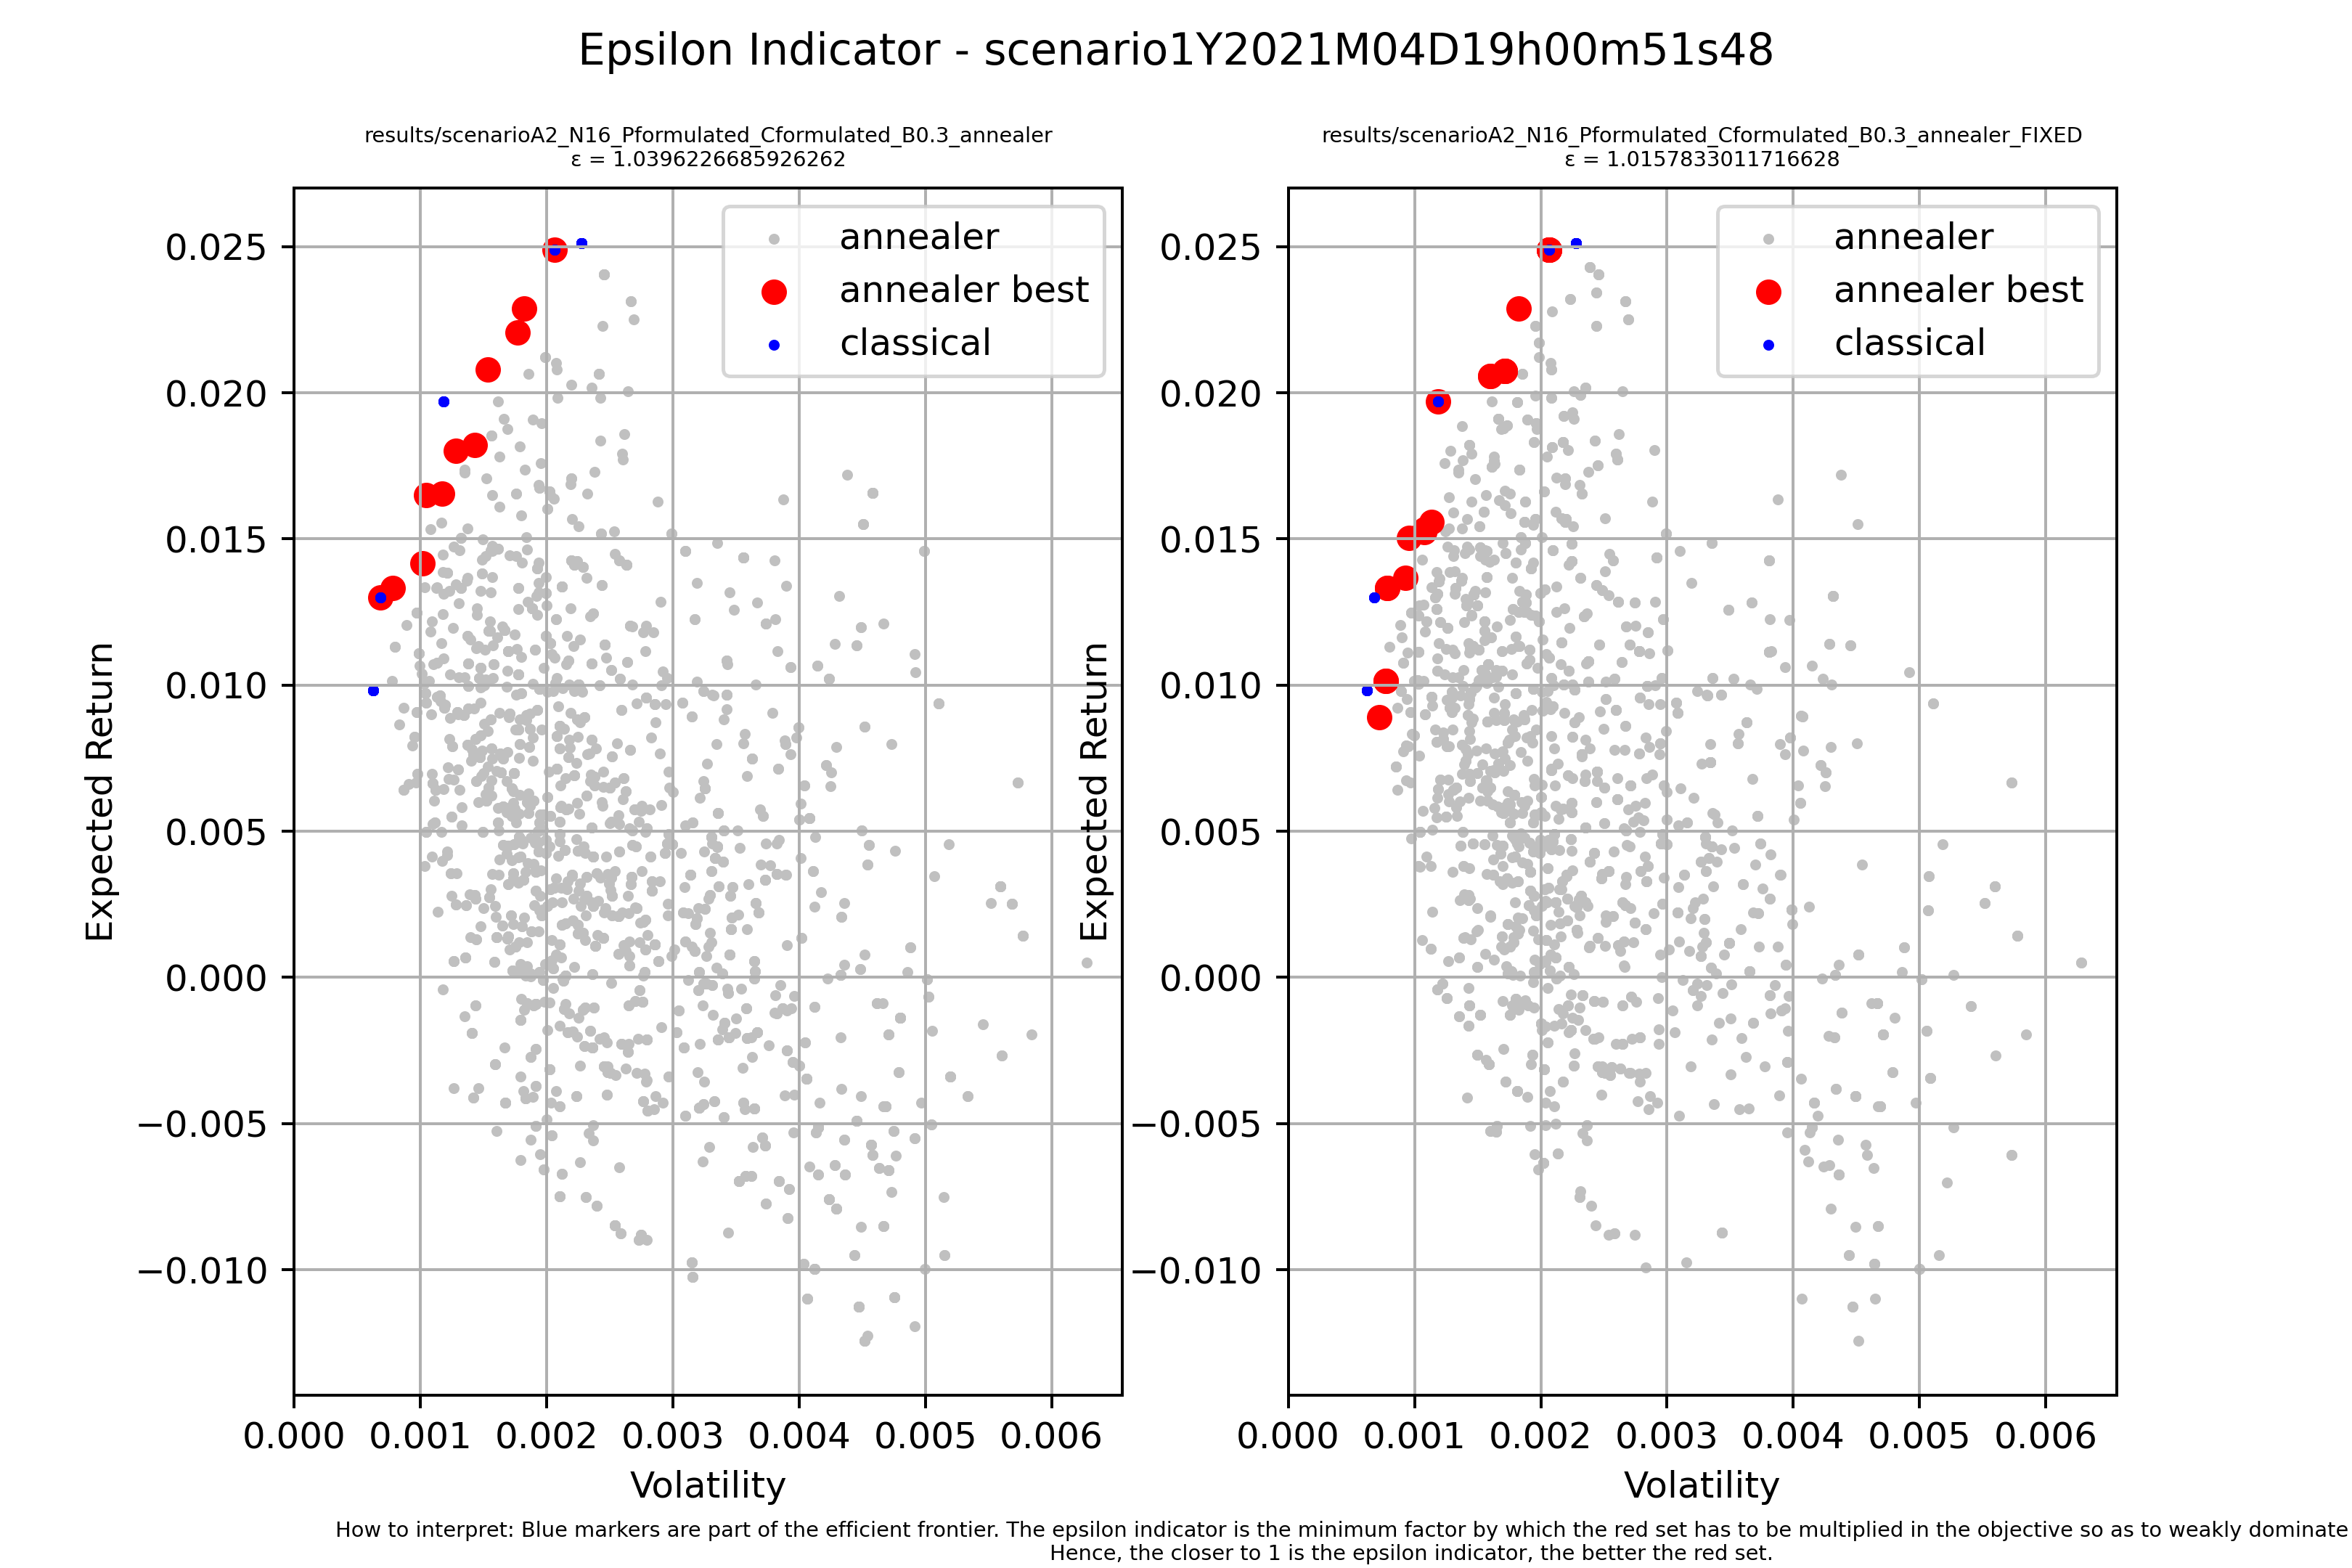 Epsilon Indicator - scenario1Y2021M04D19h00m51s48
results/scenarioA2_N16_Pformulated_Cformulated_B0.3_annealer
ε = 1.0396226685926262
annealer
annealer best
classical
0.025
0.020
0.015
0.010
0.005
0.000
−0.005
−0.010
Expected Return
0.000 0.001 0.002 0.003 0.004 0.005 0.006
Volatility
results/scenarioA2_N16_Pformulated_Cformulated_B0.3_annealer_FIXED
ε = 1.0157833011716628
annealer
annealer best
classical
0.025
0.020
0.015
0.010
0.005
0.000
−0.005
−0.010
Expected Return
0.000 0.001 0.002 0.003 0.004 0.005 0.006
Volatility
How to interpret: Blue markers are part of the efficient frontier. The epsilon indicator is the minimum factor by which the red set has to be multiplied in the objective so as to weakly dominate
Hence, the closer to 1 is the epsilon indicator, the better the red set.